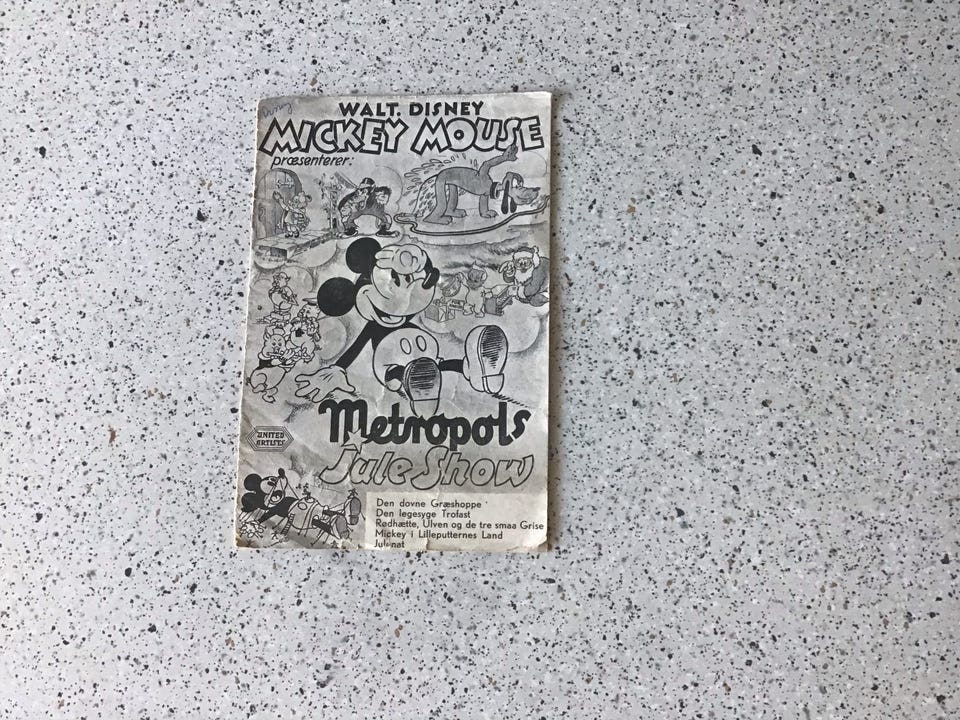 WALT. DISNEY
MICKEY MOUSE
præsenterer:
Metropols
Jule Show
UNITED
ARTISTS
Den dovne Græshoppe
Den legesyge Trofast
Rødhætte, Ulven og de tre smaa Grise
Mickey i Lilleputternes Land
Julenat